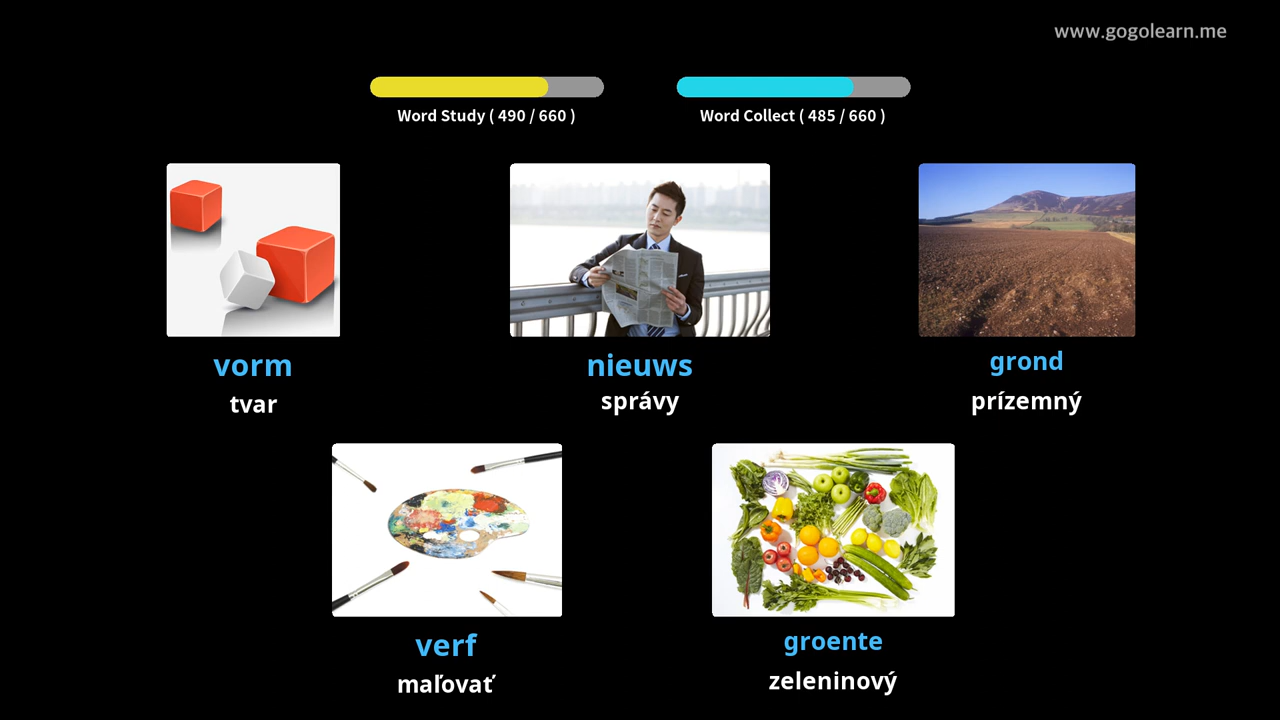 www.gogolearn.me
Word Study ( 490 / 660 )
Word Collect ( 485 / 660 )
vorm
nieuws
grond
tvar
správy
prízemný
verf
groente
maľovať
zeleninový